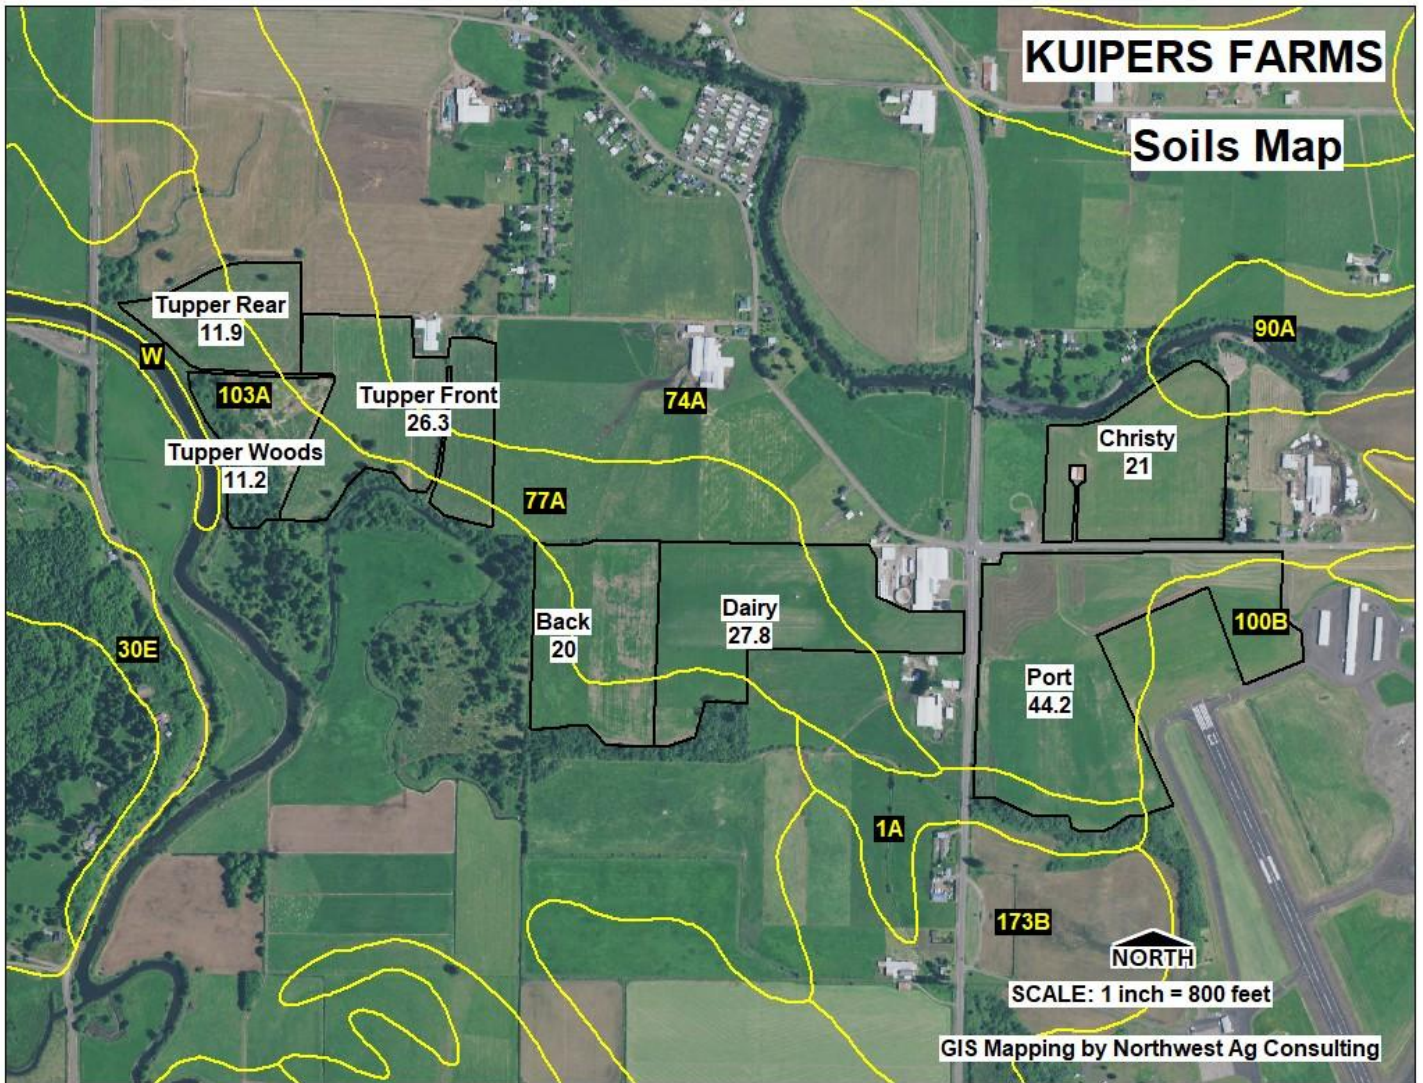 KUIPERS FARMS
Soils Map
Tupper Rear
11.9
90A
W
103A
Tupper Front
26.3
74A
Christy
21
Tupper Woods
11.2
77A
Back
20
Dairy
27.8
100B
30E
Port
44.2
1A
173B
NORTH
SCALE: 1 inch = 800 feet
GIS Mapping by Northwest Ag Consulting